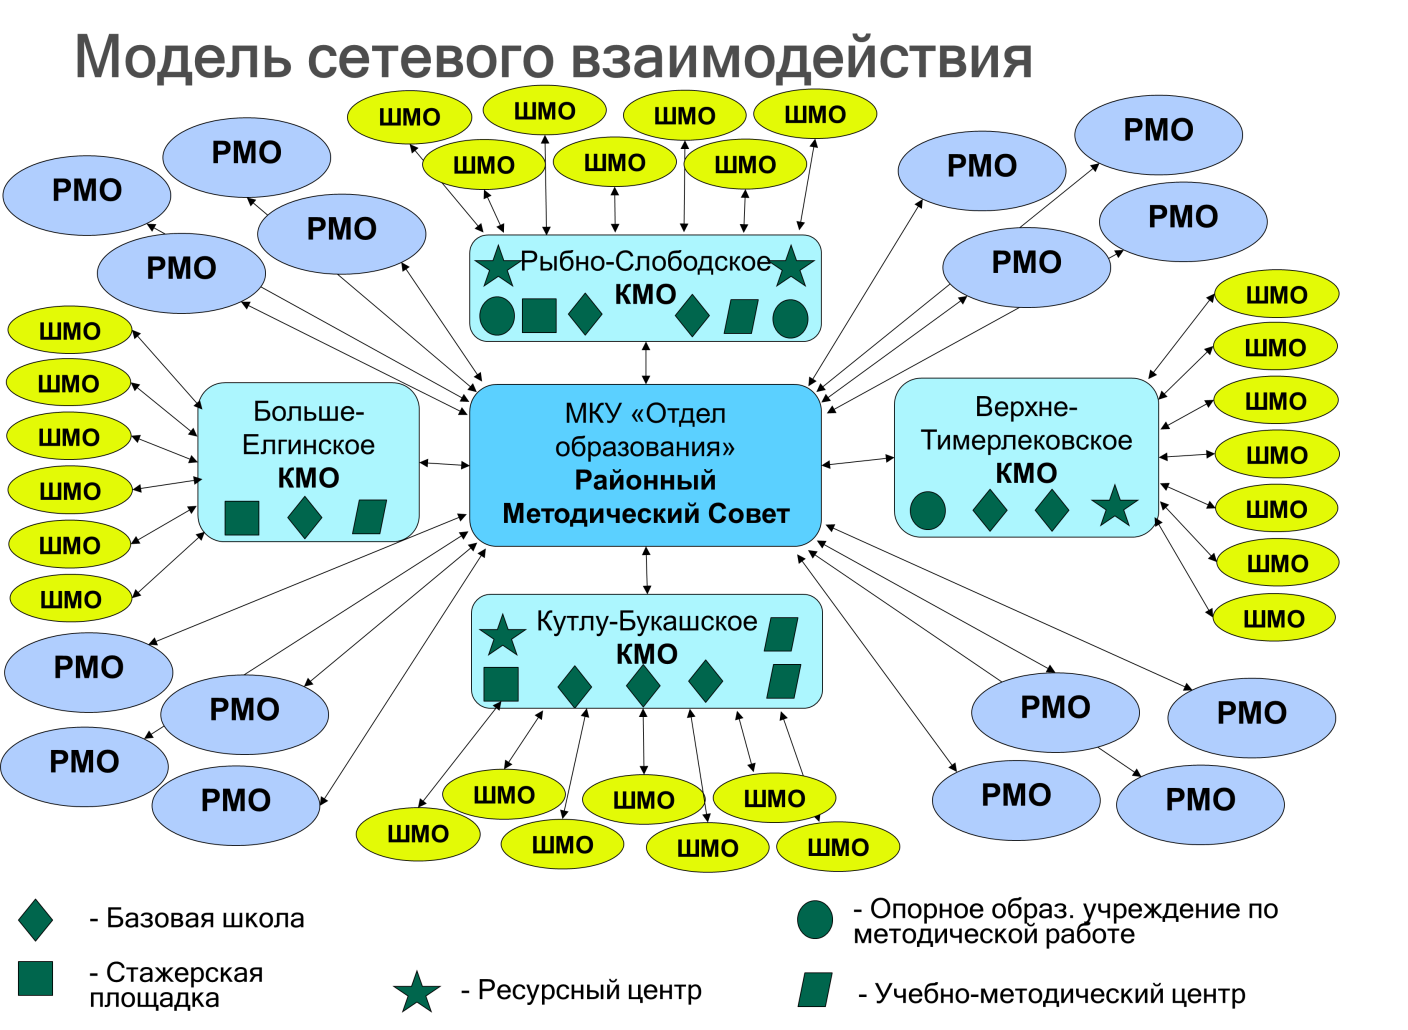 Модель сетевого взаимодействия
ШМО
ШМО
ШМО
ШМО
ШМО
ШМО
ШМО
РМО
РМО
РМО
РМО
РМО
РМО
РМО
РМО
Рыбно-Слободское
КМО
ШМО
ШМО
ШМО
ШМО
ШМО
ШМО
Больше-
Елгинское
КМО
МКУ «Отдел
образования»
Районный
Методический Совет
Верхне-
Тимерлековское
КМО
ШМО
ШМО
ШМО
ШМО
ШМО
ШМО
ШМО
Кутлу-Букашское
КМО
РМО
РМО
РМО
РМО
РМО
РМО
РМО
РМО
ШМО
ШМО
ШМО
ШМО
ШМО
ШМО
ШМО
- Базовая школа
- Стажерская
площадка
- Ресурсный центр
- Опорное образ. учреждение по
методической работе
- Учебно-методический центр